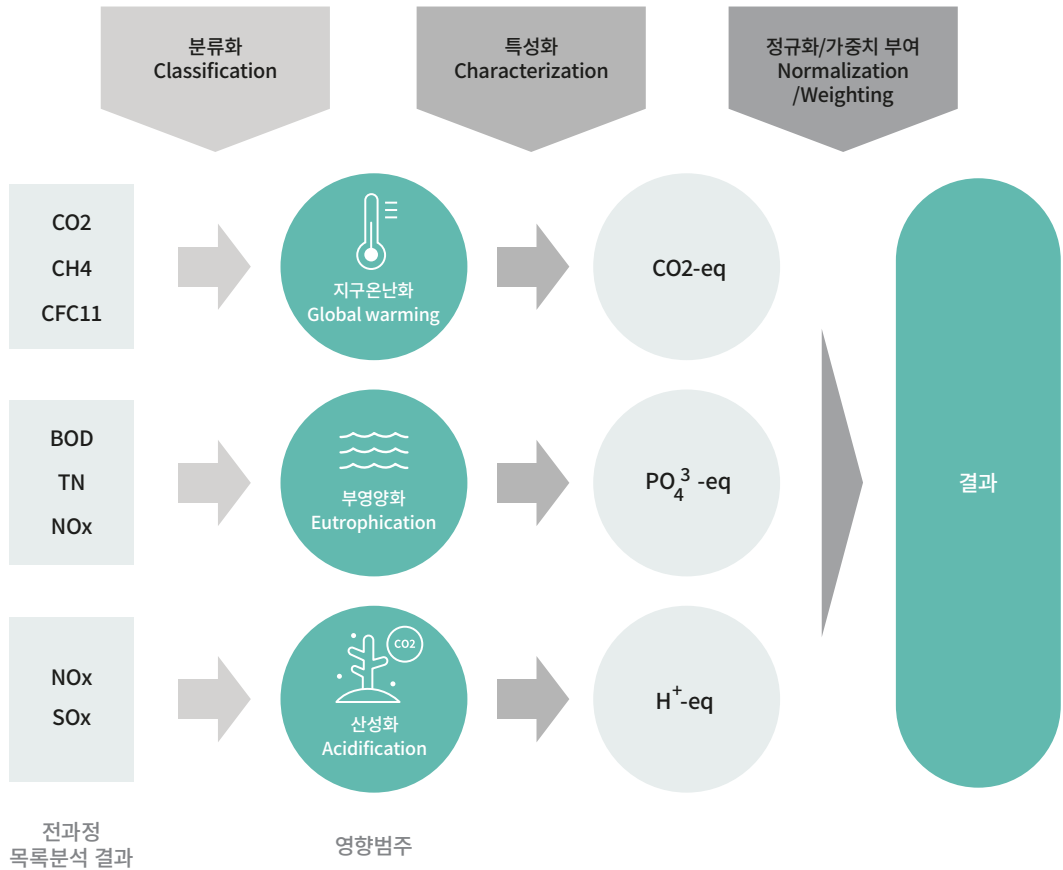 분류화
Classification
특성화
Characterization
정규화/가중치 부여
Normalization
/Weighting
CO2
CH4
CFC11
지구온난화
Global warming
CO2-eq
BOD
TN
NOx
부영양화
Eutrophication
PO₄³ -eq
결과
NOx
SOx
CO2
산성화
Acidification
H⁺-eq
전과정
목록분석 결과
영향범주